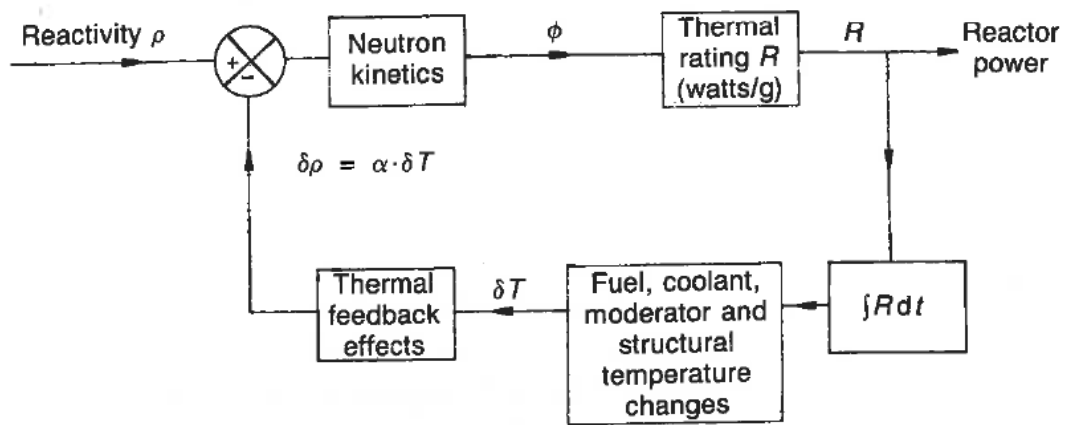 Reactivity ρ
+
−
Neutron
kinetics
ϕ
Thermal
rating R
(watts/g)
R
Reactor
power
δρ = α·δT
Thermal
feedback
effects
δT
Fuel, coolant,
moderator and
structural
temperature
changes
∫R dt